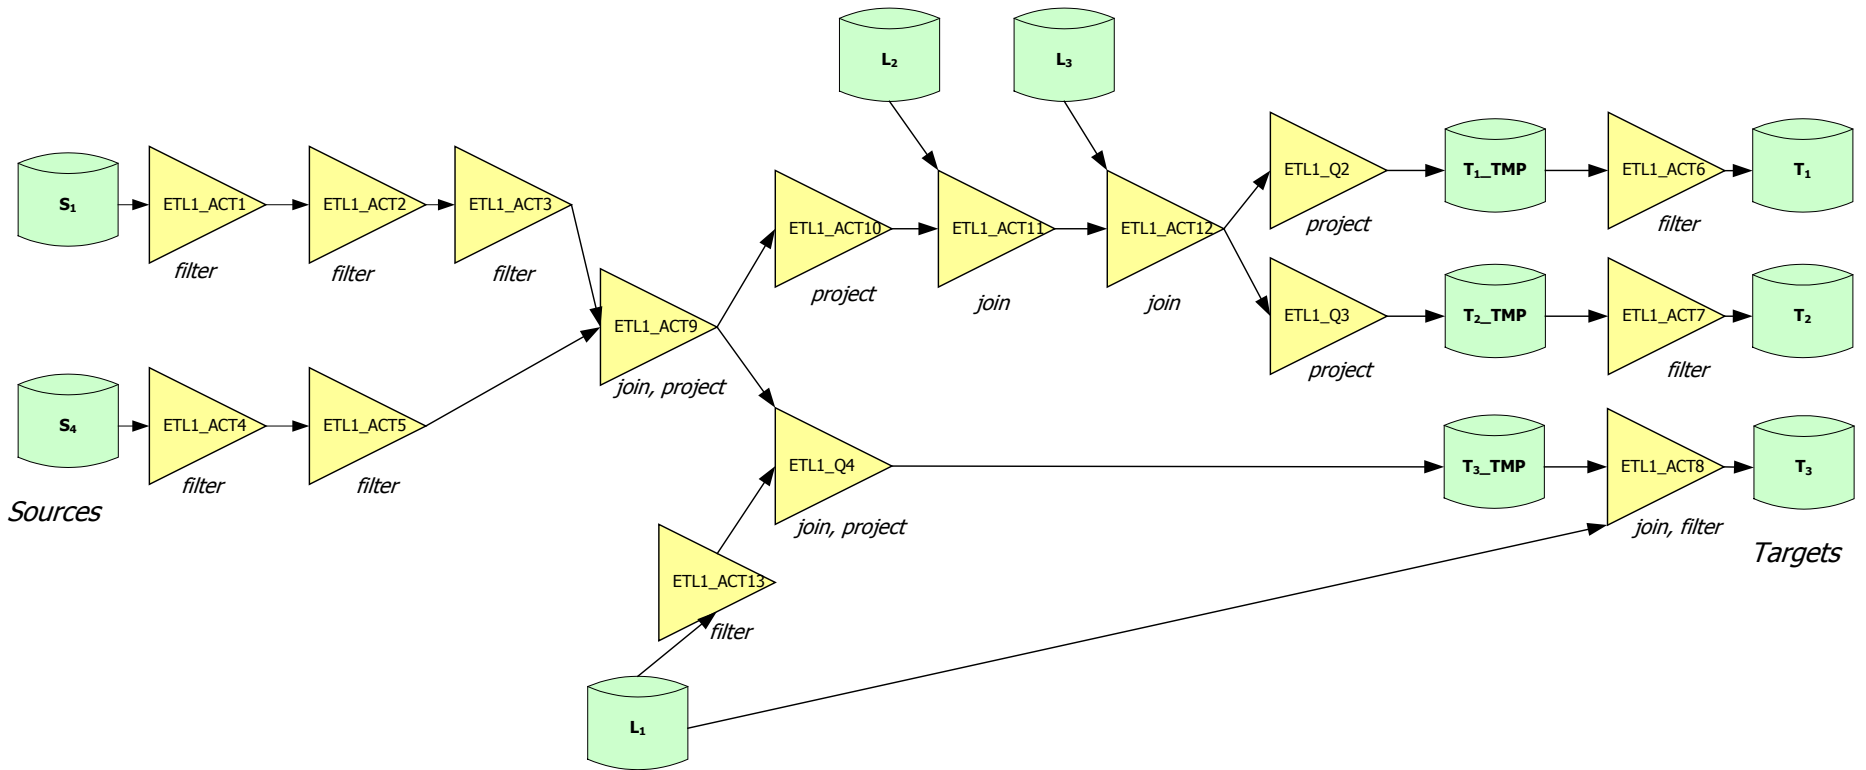 L₂
L₃
S₁
ETL1_ACT1
filter
ETL1_ACT2
filter
ETL1_ACT3
filter
S₄
ETL1_ACT4
filter
ETL1_ACT5
filter
Sources
ETL1_ACT9
join, project
ETL1_ACT10
project
ETL1_ACT11
join
ETL1_ACT12
join
ETL1_Q2
project
T₁_TMP
ETL1_ACT6
filter
T₁
ETL1_Q3
project
T₂_TMP
ETL1_ACT7
filter
T₂
ETL1_Q4
join, project
T₃_TMP
ETL1_ACT8
join, filter
T₃
Targets
ETL1_ACT13
filter
L₁